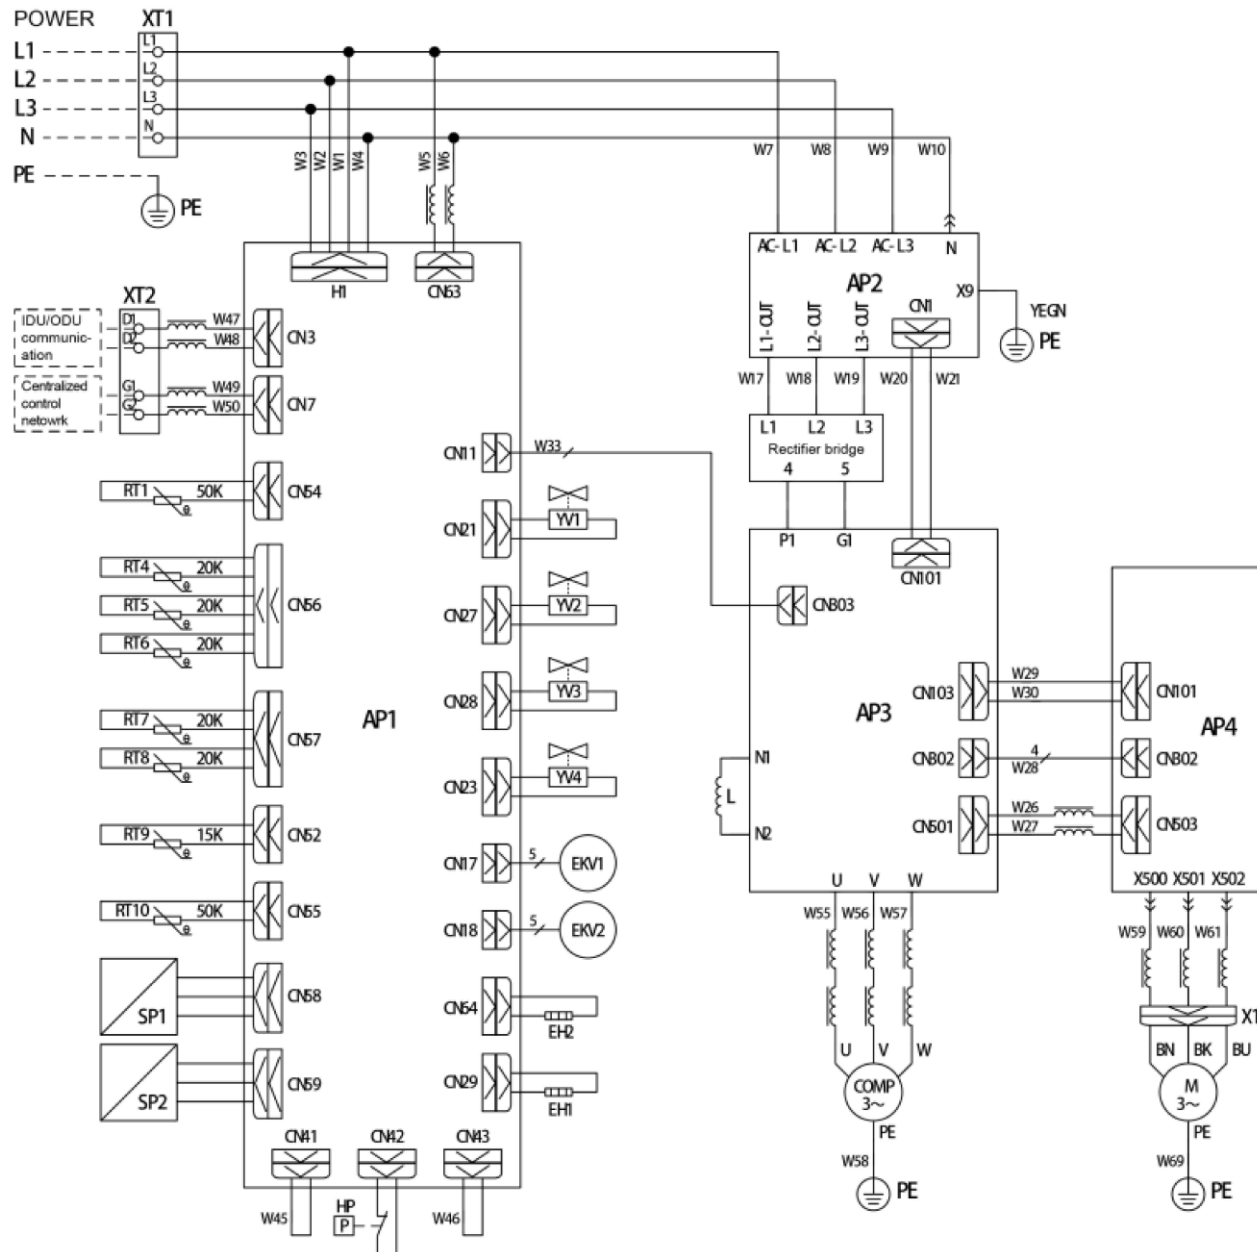 POWER XT1
L1 L1
L2 L2
L3 L3
N N
PE
PE
W3 W2 W1 W4 W5 W6 W7 W8 W9 W10
H1 CN63
AC-L1 AC-L2 AC-L3 N
AP2
X9
CN1
YEGN
PE
L1-OUT L2-OUT L3-OUT
W17 W18 W19 W20 W21
XT2
IDU/ODU
communic-
ation
D1 W47
D2 W48
CN3
Centralized
control
netowrk
G1 W49
G2 W50
CN7
L1 L2 L3
Rectifier bridge
4 5
CN11 W33
RT1 50K CN54
CN21 YV1
P1 G1
CN101
RT4 20K
RT5 20K
RT6 20K
CN56
CN27 YV2
CN303
CN28 YV3
CN103 W29
W30 CN101
AP1
AP3
AP4
RT7 20K
RT8 20K
CN57
CN23 YV4
N1
L
N2
CN302 4
W28 CN302
CN501 W26
W27 CN503
RT9 15K CN52
CN17 5 EKV1
RT10 50K CN55
CN18 5 EKV2
U V W
X500 X501 X502
W55 W56 W57
W59 W60 W61
SP1 CN58
CN64 EH2
X1
SP2 CN59
CN29 EH1
U V W
BN BK BU
COMP
3~
M
3~
PE PE
W58 PE
W69 PE
CN41 CN42 CN43
W45
HP
P
W46